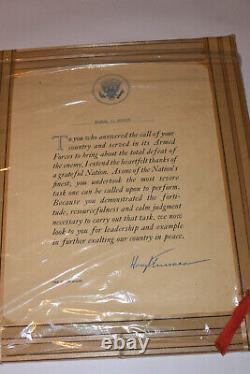 To you who answered the call of your
country and served in its Armed
Forces to bring about the total defeat of
the enemy, I extend the heartfelt thanks of
a grateful Nation. As one of the Nation's
finest, you undertook the most severe
task one can be called upon to perform.
Because you demonstrated the forti-
tude, resourcefulness and calm judgment
necessary to carry out that task, we now
look to you for leadership and example
in further exalting our country in peace.
Harry Truman